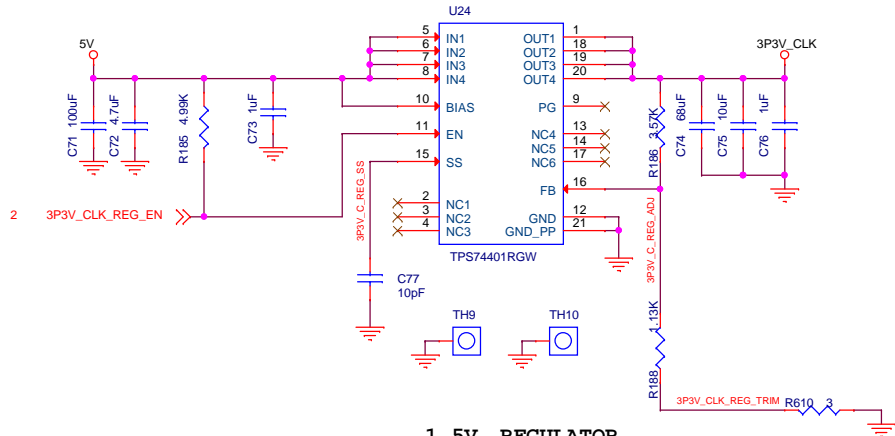 U24
5V
3P3V_CLK
5 IN1 OUT1 1
6 IN2 OUT2 18
7 IN3 OUT3 19
8 IN4 OUT4 20
10 BIAS PG 9
11 EN NC4 13
NC5 14
15 SS NC6 17
FB 16
2 NC1
3 NC2 GND 12
4 NC3 GND_PP 21
TPS74401RGW
C71 100uF
C72 4.7uF
R185 4.99K
C73 1uF
R186 3.57K
C74 68uF
C75 10uF
C76 1uF
2 3P3V_CLK_REG_EN
3P3V_C_REG_SS
3P3V_C_REG_ADJ
C77
10pF
TH9
TH10
R188 1.13K
3P3V_CLK_REG_TRIM
R610 3
1.5V REGULATOR